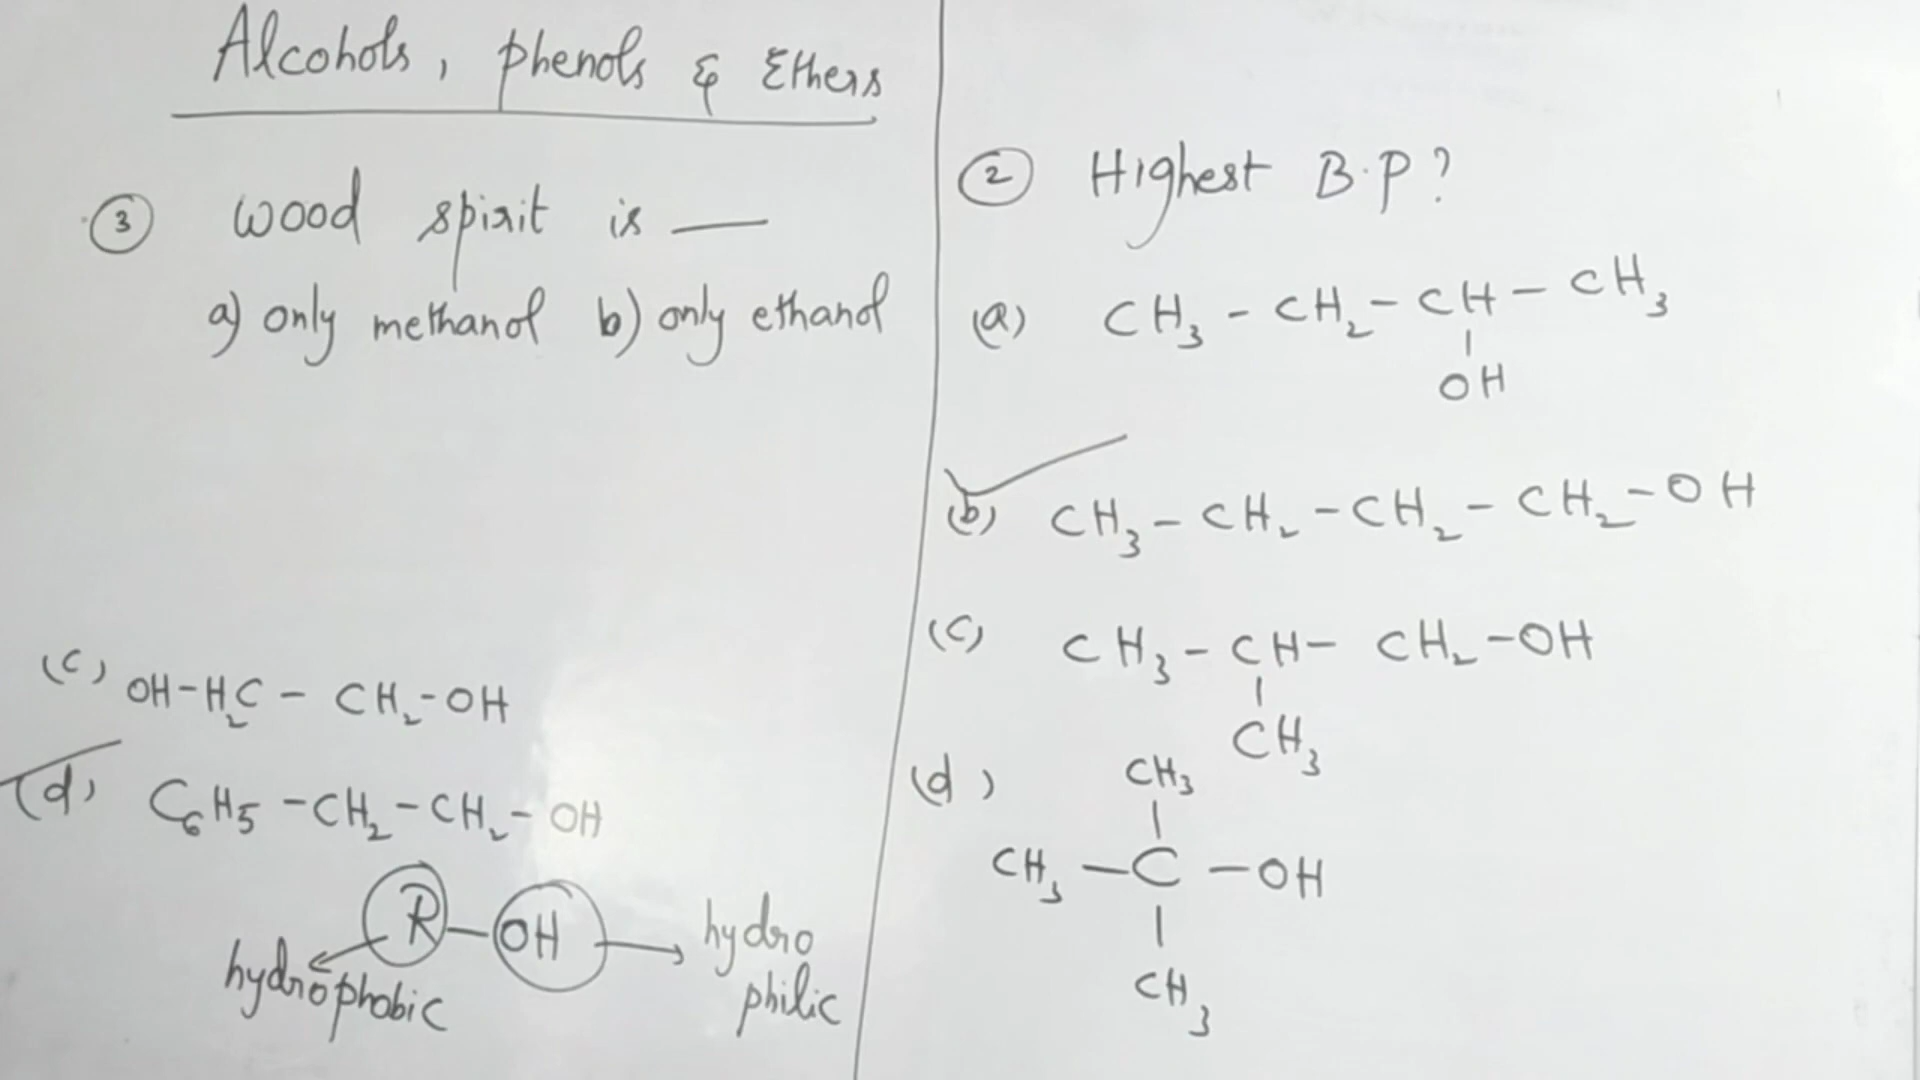 Alcohols, phenols & Ethers
③ wood spirit is —
a) only methanol b) only ethanol
(c) OH-H₂C - CH₂-OH
(d) C₆H₅ -CH₂ -CH₂- OH
R-OH
hydrophobic
hydro
philic
② Highest B.P?
(a) CH₃ - CH₂ - CH - CH₃
OH
(b) CH₃ - CH₂ - CH₂ - CH₂ -OH
(c) CH₃ - CH - CH₂ -OH
CH₃
(d)
CH₃
CH₃ -C -OH
CH₃